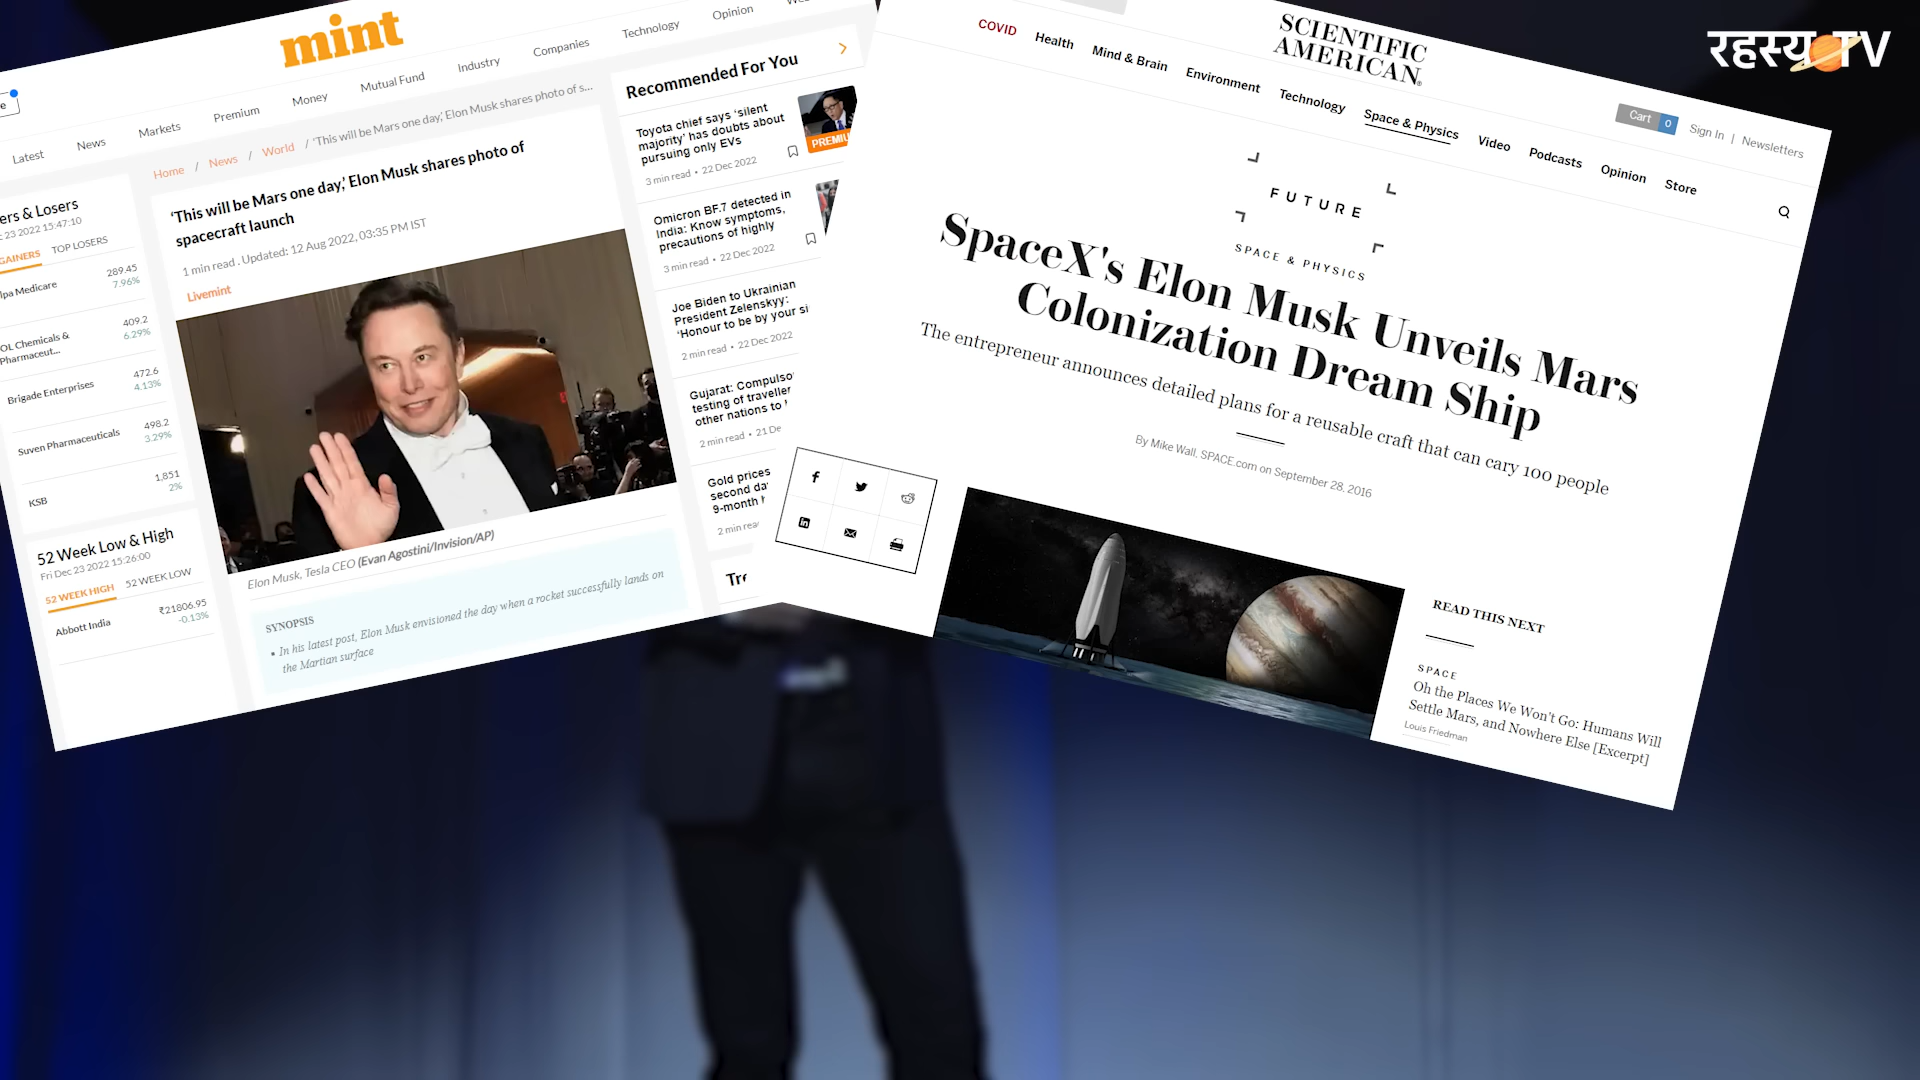 mint
Latest
News
Markets
Premium
Money
Mutual Fund
Industry
Companies
Technology
Opinion
Home / News / World / 'This will be Mars one day,' Elon Musk shares photo of s...
'This will be Mars one day,' Elon Musk shares photo of
spacecraft launch
1 min read . Updated: 12 Aug 2022, 03:35 PM IST
Livemint
Elon Musk, Tesla CEO (Evan Agostini/Invision/AP)
SYNOPSIS
• In his latest post, Elon Musk envisioned the day when a rocket successfully lands on
the Martian surface
ers & Losers
23 2022 15:47:10
GAINERS
TOP LOSERS
lpa Medicare
289.45
7.96%
OL Chemicals &
Pharmaceut...
409.2
6.29%
Brigade Enterprises
472.6
4.13%
Suven Pharmaceuticals
498.2
3.29%
KSB
1,851
2%
52 Week Low & High
Fri Dec 23 2022 15:26:00
52 WEEK HIGH
52 WEEK LOW
Abbott India
₹21806.95
-0.13%
Recommended For You
Toyota chief says 'silent
majority' has doubts about
pursuing only EVs
3 min read • 22 Dec 2022
PREMIU
Omicron BF.7 detected in
India: Know symptoms,
precautions of highly
3 min read • 22 Dec 2022
Joe Biden to Ukrainian
President Zelenskyy:
'Honour to be by your si
2 min read • 22 Dec 2022
Gujarat: Compulso
testing of traveller
other nations to
2 min read • 21 De
Gold prices
second da
9-month
2 min rea
Tre
SCIENTIFIC
AMERICAN
COVID
Health
Mind & Brain
Environment
Technology
Space & Physics
Video
Podcasts
Opinion
Store
Cart 0
Sign In | Newsletters
FUTURE
SPACE & PHYSICS
SpaceX's Elon Musk Unveils Mars
Colonization Dream Ship
The entrepreneur announces detailed plans for a reusable craft that can cary 100 people
By Mike Wall, SPACE.com on September 28, 2016
READ THIS NEXT
SPACE
Oh the Places We Won't Go: Humans Will
Settle Mars, and Nowhere Else [Excerpt]
Louis Friedman
रहस्य TV